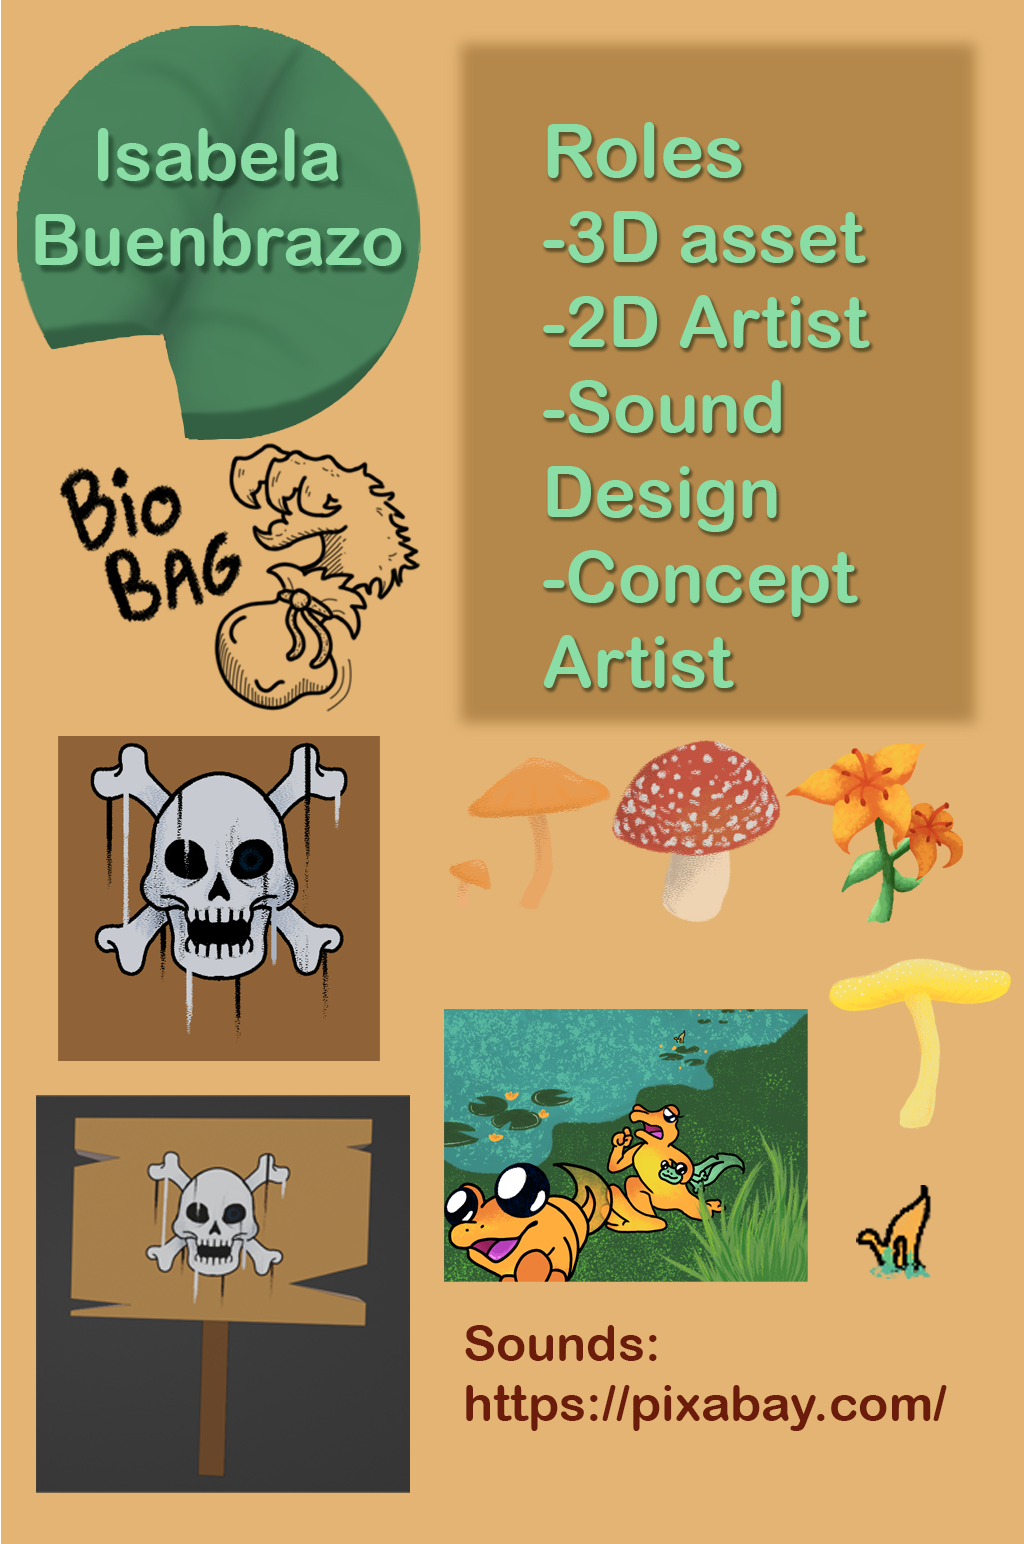 Isabela
Buenbrazo
Roles
-3D asset
-2D Artist
-Sound
Design
-Concept
Artist
Bio
BAG
Sounds:
https://pixabay.com/